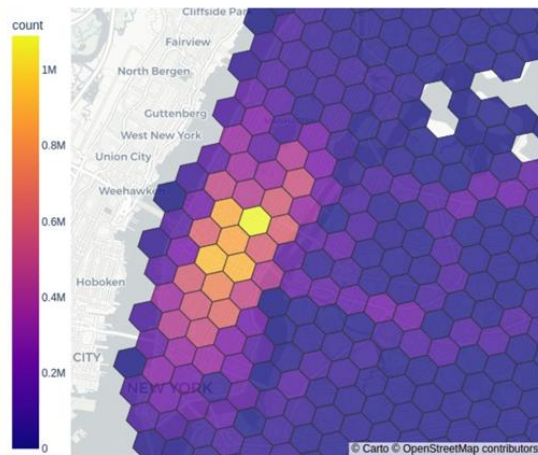 count
1M
0.8M
0.6M
0.4M
0.2M
0
Cliffside Par
Fairview
North Bergen
Guttenberg
West New York
Union City
Weehawken
Hoboken
CITY
NEW YORK
© Carto © OpenStreetMap contributors